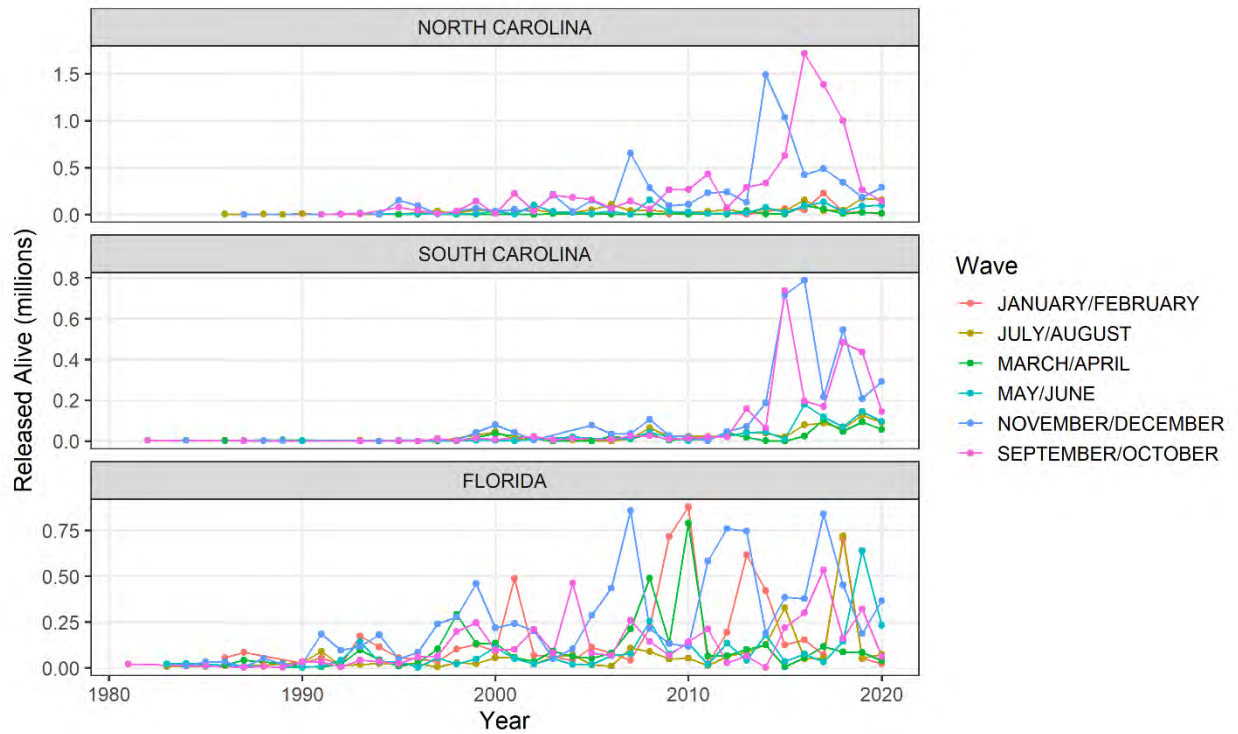 NORTH CAROLINA
1.5
1.0
0.5
0.0
SOUTH CAROLINA
0.8
0.6
0.4
0.2
0.0
FLORIDA
0.75
0.50
0.25
0.00
1980 1990 2000 2010 2020
Year
Released Alive (millions)
Wave
JANUARY/FEBRUARY
JULY/AUGUST
MARCH/APRIL
MAY/JUNE
NOVEMBER/DECEMBER
SEPTEMBER/OCTOBER